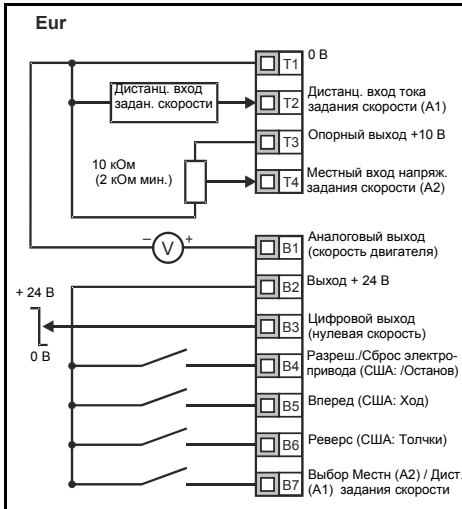 Eur
T1
0 В
Дистанц. вход
задан. скорости
T2
Дистанц. вход тока
задания скорости (A1)
T3
Опорный выход +10 В
10 кОм
(2 кОм мин.)
T4
Местный вход напряж.
задания скорости (A2)
– V +
B1
Аналоговый выход
(скорость двигателя)
B2
Выход + 24 В
+ 24 В
0 В
B3
Цифровой выход
(нулевая скорость)
B4
Разреш./Сброс электро-
привода (США: /Останов)
B5
Вперед (США: Ход)
B6
Реверс (США: Толчки)
B7
Выбор Местн (A2) / Дист.
(A1) задания скорости